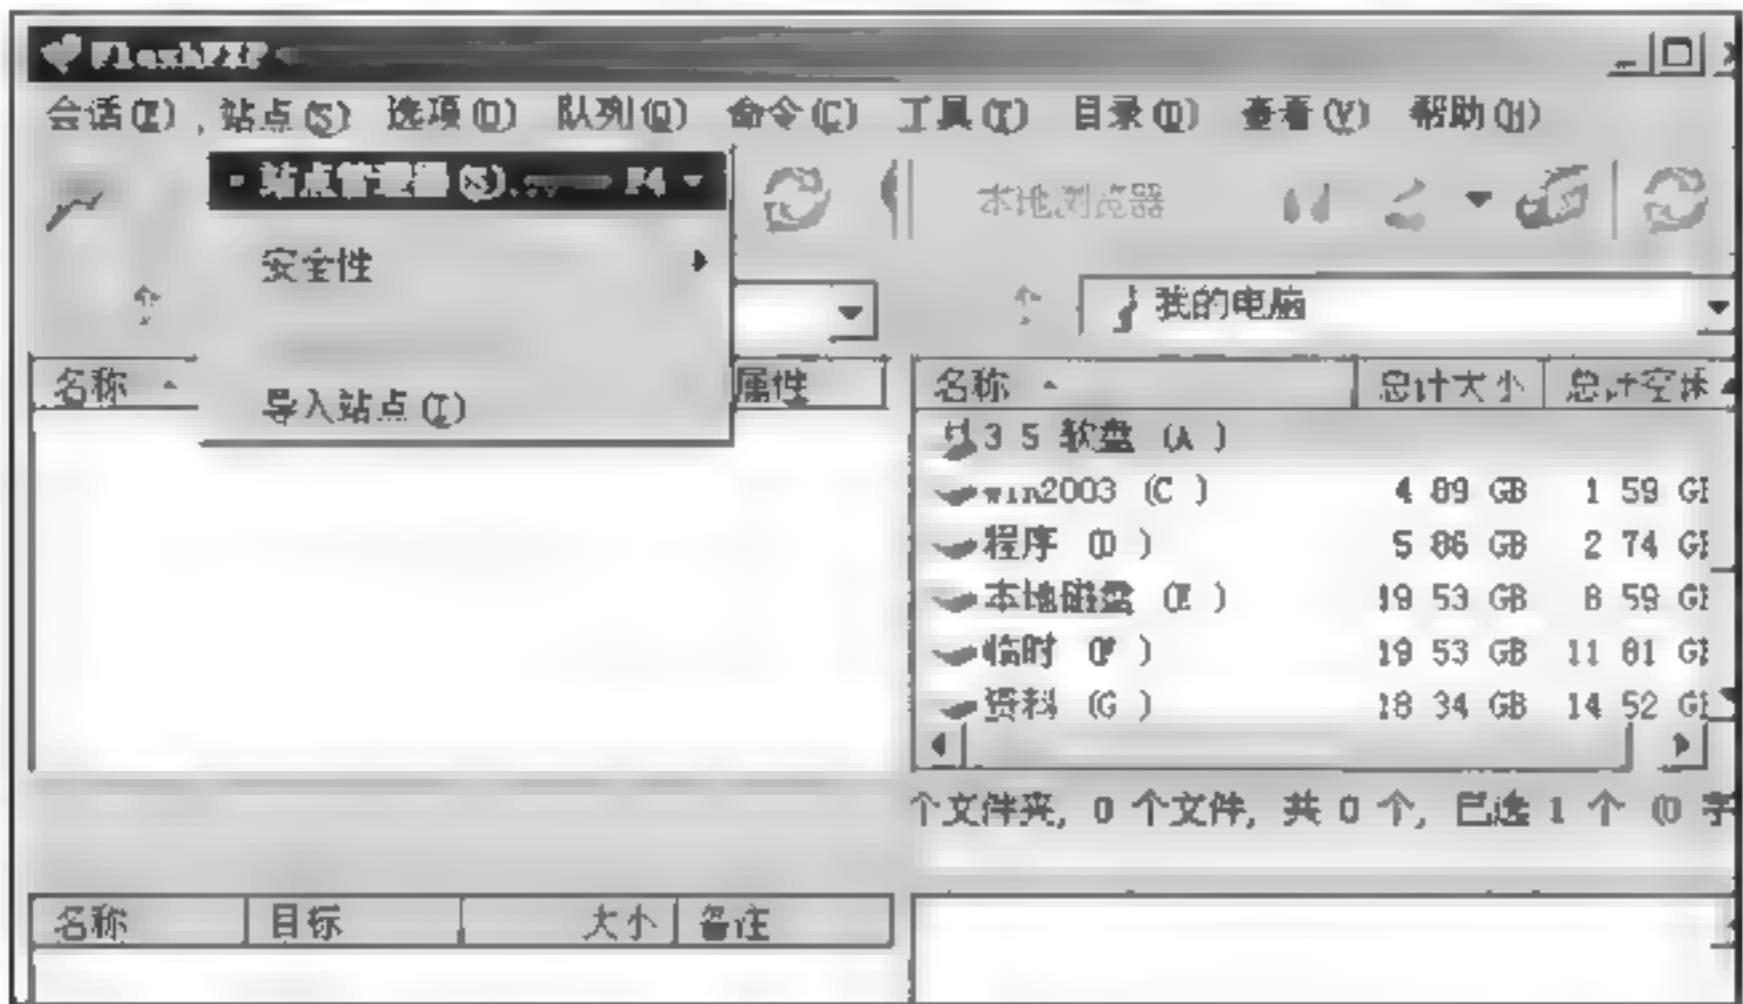 FlashFXP
会话(E) 站点(S) 选项(O) 队列(Q) 命令(C) 工具(T) 目录(D) 查看(V) 帮助(H)
站点管理器(S) F4
本地浏览器
安全性
我的电脑
导入站点(I)
名称 属性
名称 总计大小
3 5 软盘 (A )
win2003 (C ) 4 89 GB 1 59 GB
程序 (D ) 5 86 GB 2 74 GB
本地磁盘 (E ) 19 53 GB 8 59 GB
临时 (F ) 19 53 GB 11 81 GB
资料 (G ) 18 34 GB 14 52 GB
个文件夹, 0 个文件, 共 0 个, 已选 1 个 (0 字
名称 目标 大小 备注